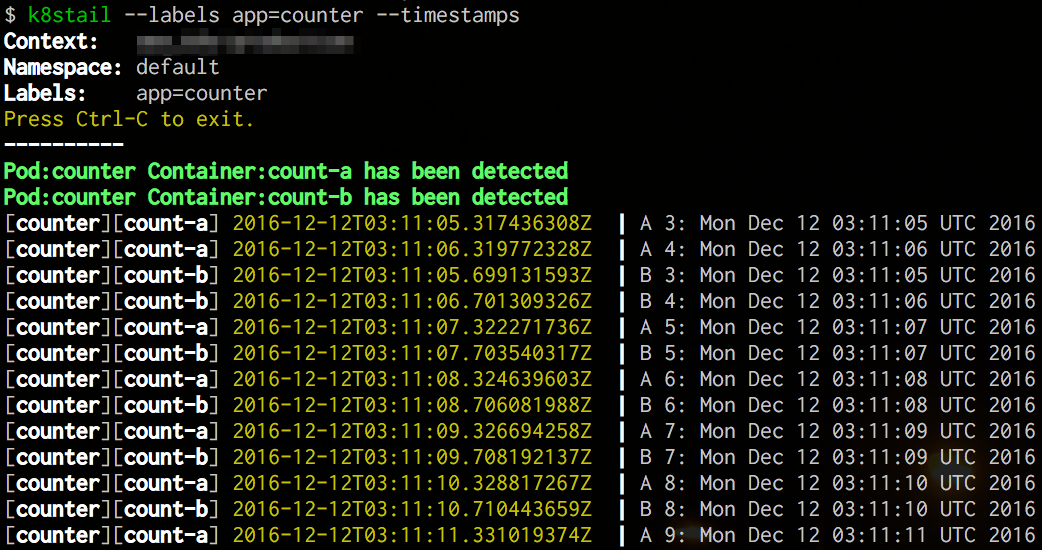 $ k8stail --labels app=counter --timestamps
Context:
Namespace: default
Labels:    app=counter
Press Ctrl-C to exit.
----------
Pod:counter Container:count-a has been detected
Pod:counter Container:count-b has been detected
[counter][count-a] 2016-12-12T03:11:05.317436308Z  | A 3: Mon Dec 12 03:11:05 UTC 2016
[counter][count-a] 2016-12-12T03:11:06.319772328Z  | A 4: Mon Dec 12 03:11:06 UTC 2016
[counter][count-b] 2016-12-12T03:11:05.699131593Z  | B 3: Mon Dec 12 03:11:05 UTC 2016
[counter][count-b] 2016-12-12T03:11:06.701309326Z  | B 4: Mon Dec 12 03:11:06 UTC 2016
[counter][count-a] 2016-12-12T03:11:07.322271736Z  | A 5: Mon Dec 12 03:11:07 UTC 2016
[counter][count-b] 2016-12-12T03:11:07.703540317Z  | B 5: Mon Dec 12 03:11:07 UTC 2016
[counter][count-a] 2016-12-12T03:11:08.324639603Z  | A 6: Mon Dec 12 03:11:08 UTC 2016
[counter][count-b] 2016-12-12T03:11:08.706081988Z  | B 6: Mon Dec 12 03:11:08 UTC 2016
[counter][count-a] 2016-12-12T03:11:09.326694258Z  | A 7: Mon Dec 12 03:11:09 UTC 2016
[counter][count-b] 2016-12-12T03:11:09.708192137Z  | B 7: Mon Dec 12 03:11:09 UTC 2016
[counter][count-a] 2016-12-12T03:11:10.328817267Z  | A 8: Mon Dec 12 03:11:10 UTC 2016
[counter][count-b] 2016-12-12T03:11:10.710443659Z  | B 8: Mon Dec 12 03:11:10 UTC 2016
[counter][count-a] 2016-12-12T03:11:11.331019374Z  | A 9: Mon Dec 12 03:11:11 UTC 2016